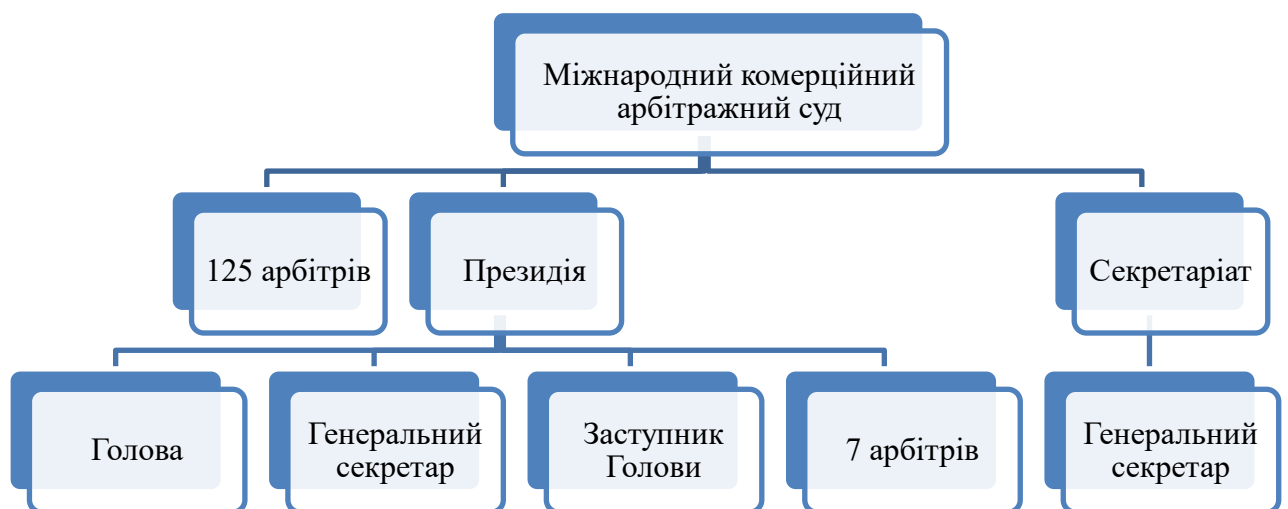 Міжнародний комерційний
арбітражний суд
125 арбітрів
Президія
Секретаріат
Голова
Генеральний
секретар
Заступник
Голови
7 арбітрів
Генеральний
секретар